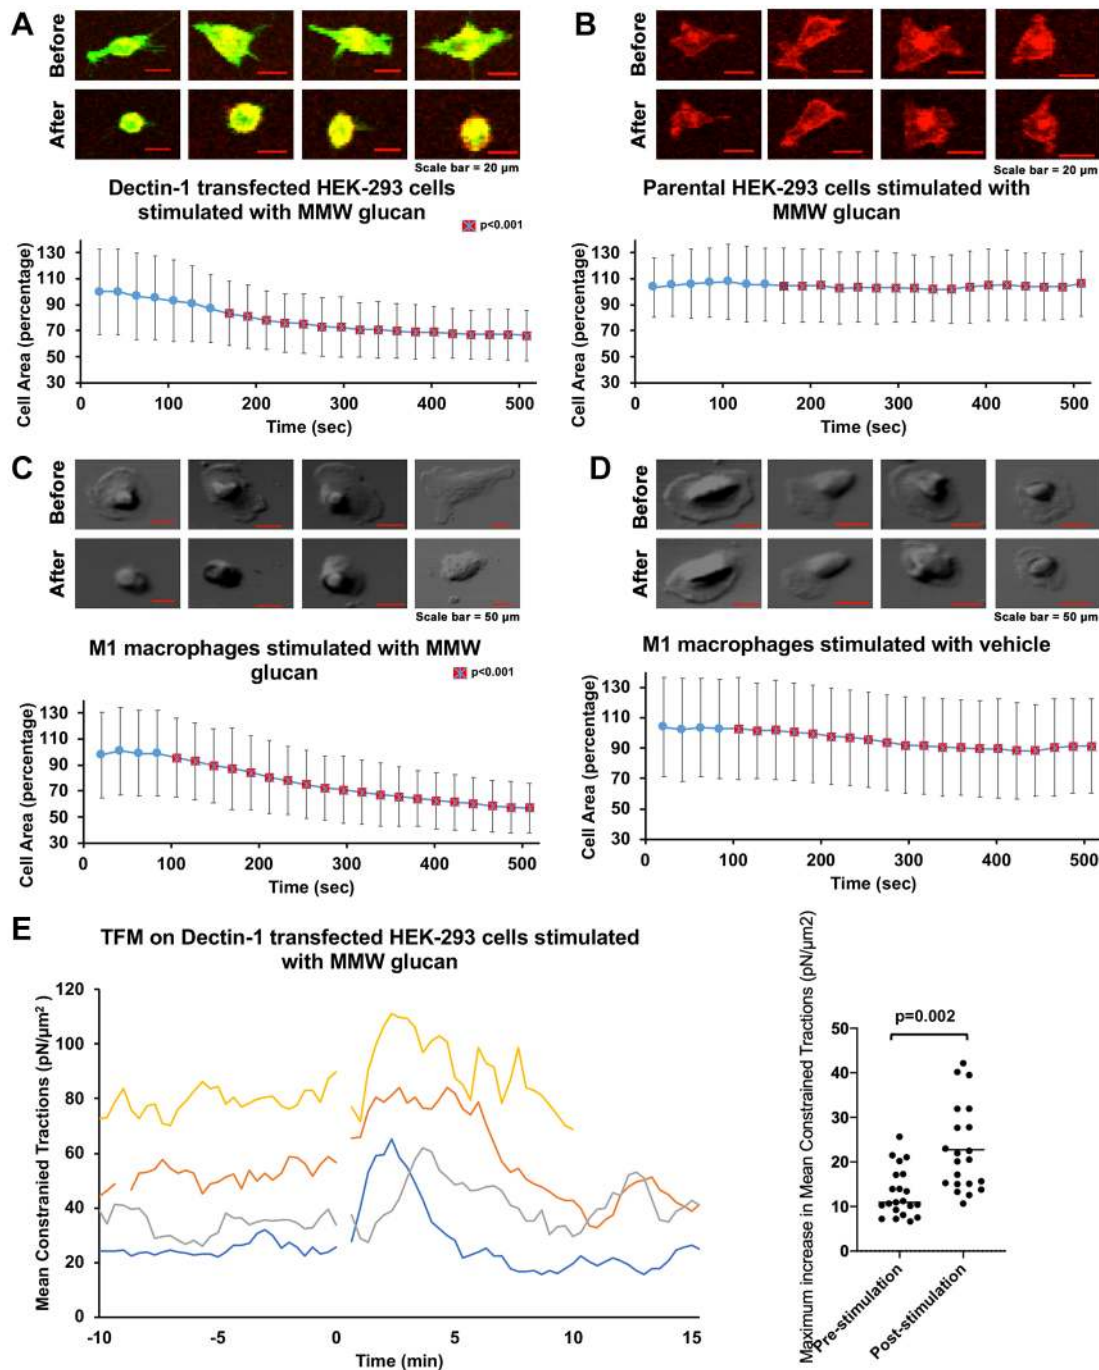 A
Before
After
Scale bar = 20 µm
Dectin-1 transfected HEK-293 cells
stimulated with MMW glucan
p<0.001
Cell Area (percentage)
130
110
90
70
50
30
0 100 200 300 400 500
Time (sec)
B
Before
After
Scale bar = 20 µm
Parental HEK-293 cells stimulated with
MMW glucan
Cell Area (percentage)
130
110
90
70
50
30
0 100 200 300 400 500
Time (sec)
C
Before
After
Scale bar = 50 µm
M1 macrophages stimulated with MMW
glucan
p<0.001
Cell Area (percentage)
130
110
90
70
50
30
0 100 200 300 400 500
Time (sec)
D
Before
After
Scale bar = 50 µm
M1 macrophages stimulated with vehicle
Cell Area (percentage)
130
110
90
70
50
30
0 100 200 300 400 500
Time (sec)
E
TFM on Dectin-1 transfected HEK-293 cells stimulated
with MMW glucan
Mean Constranied Tractions (pN/µm²)
120
100
80
60
40
20
0
-10 -5 0 5 10 15
Time (min)
Maximum increase in Mean Constrained Tractions (pN/µm2)
p=0.002
50
40
30
20
10
0
Pre-stimulation
Post-stimulation